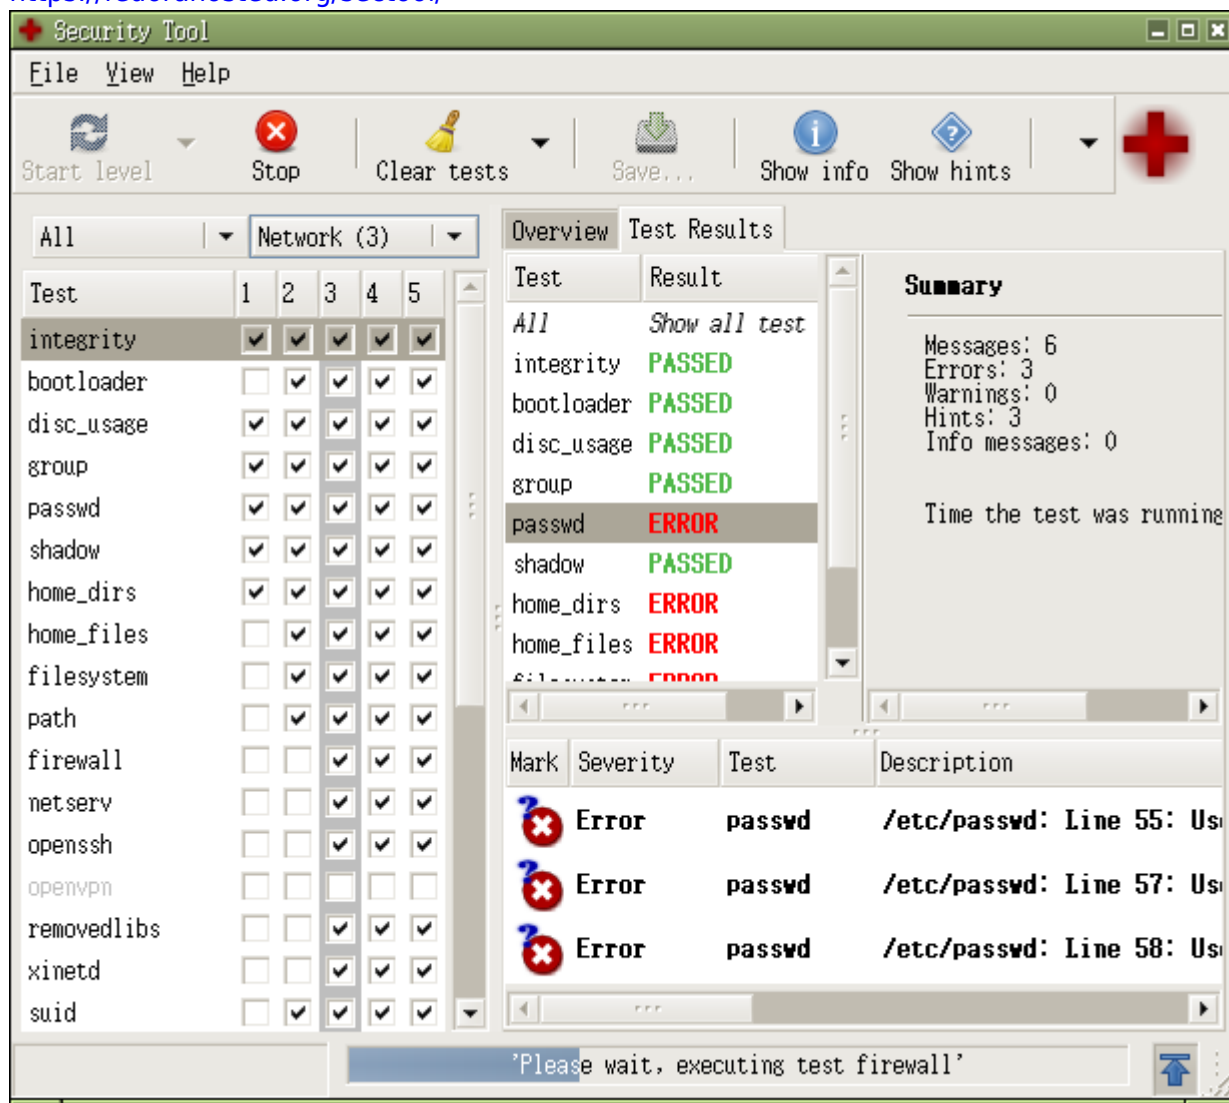 Security Tool
File View Help
Start level Stop Clear tests Save... Show info Show hints
All Network (3)
Test 1 2 3 4 5
integrity
bootloader
disc_usage
group
passwd
shadow
home_dirs
home_files
filesystem
path
firewall
netserv
openssh
openvpn
removedlibs
xinetd
suid
Overview Test Results
Test Result
All Show all test
integrity PASSED
bootloader PASSED
disc_usage PASSED
group PASSED
passwd ERROR
shadow PASSED
home_dirs ERROR
home_files ERROR
Summary
Messages: 6
Errors: 3
Warnings: 0
Hints: 3
Info messages: 0
Time the test was running
Mark Severity Test Description
Error passwd /etc/passwd: Line 55:
Error passwd /etc/passwd: Line 57:
Error passwd /etc/passwd: Line 58:
'Please wait, executing test firewall'